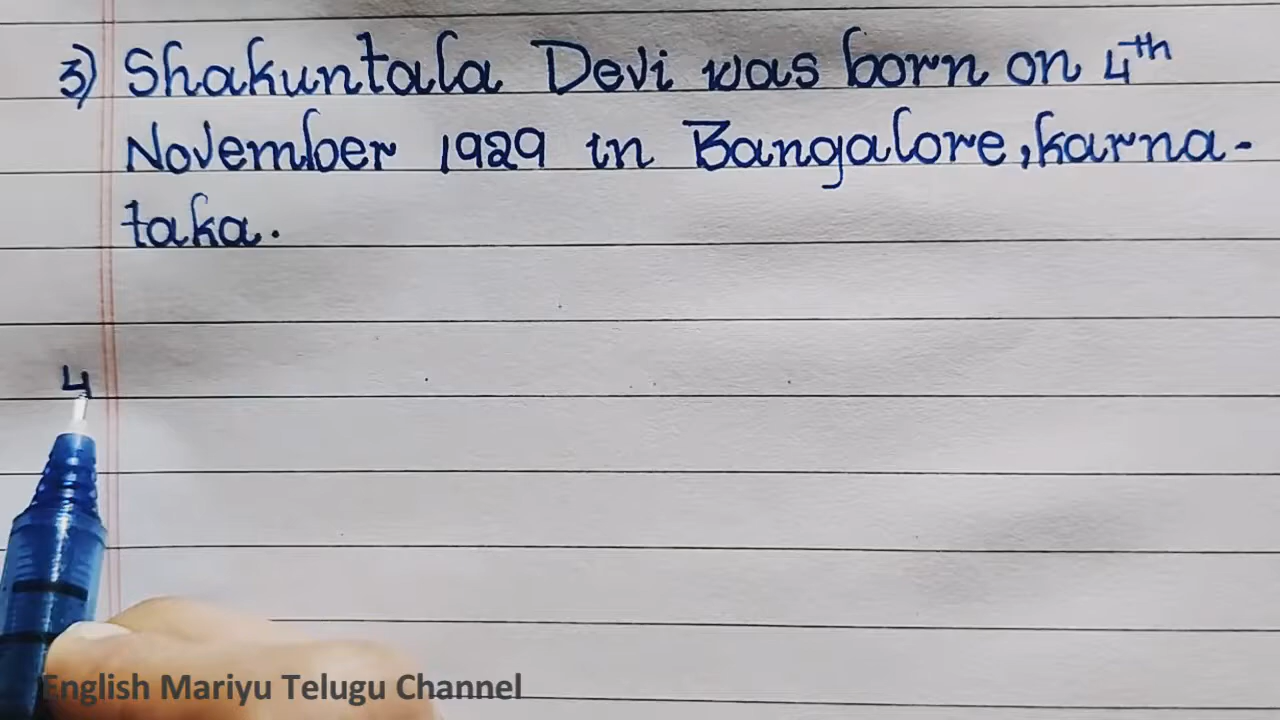 3) Shakuntala Devi was born on 4th
November 1929 in Bangalore, karna-
taka.
4
English Mariyu Telugu Channel